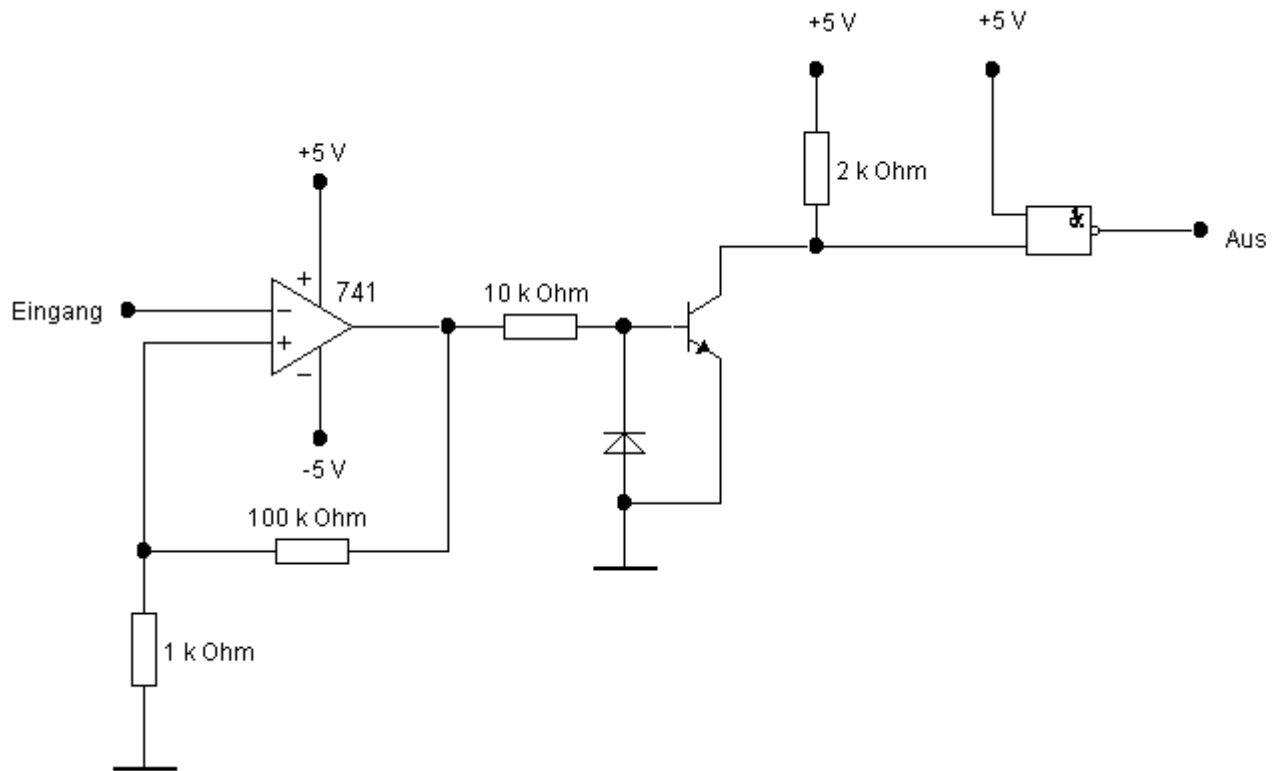 +5 V
+5 V
2 k Ohm
+5 V
&
Aus
+
741
Eingang
−
10 k Ohm
+
−
-5 V
100 k Ohm
1 k Ohm